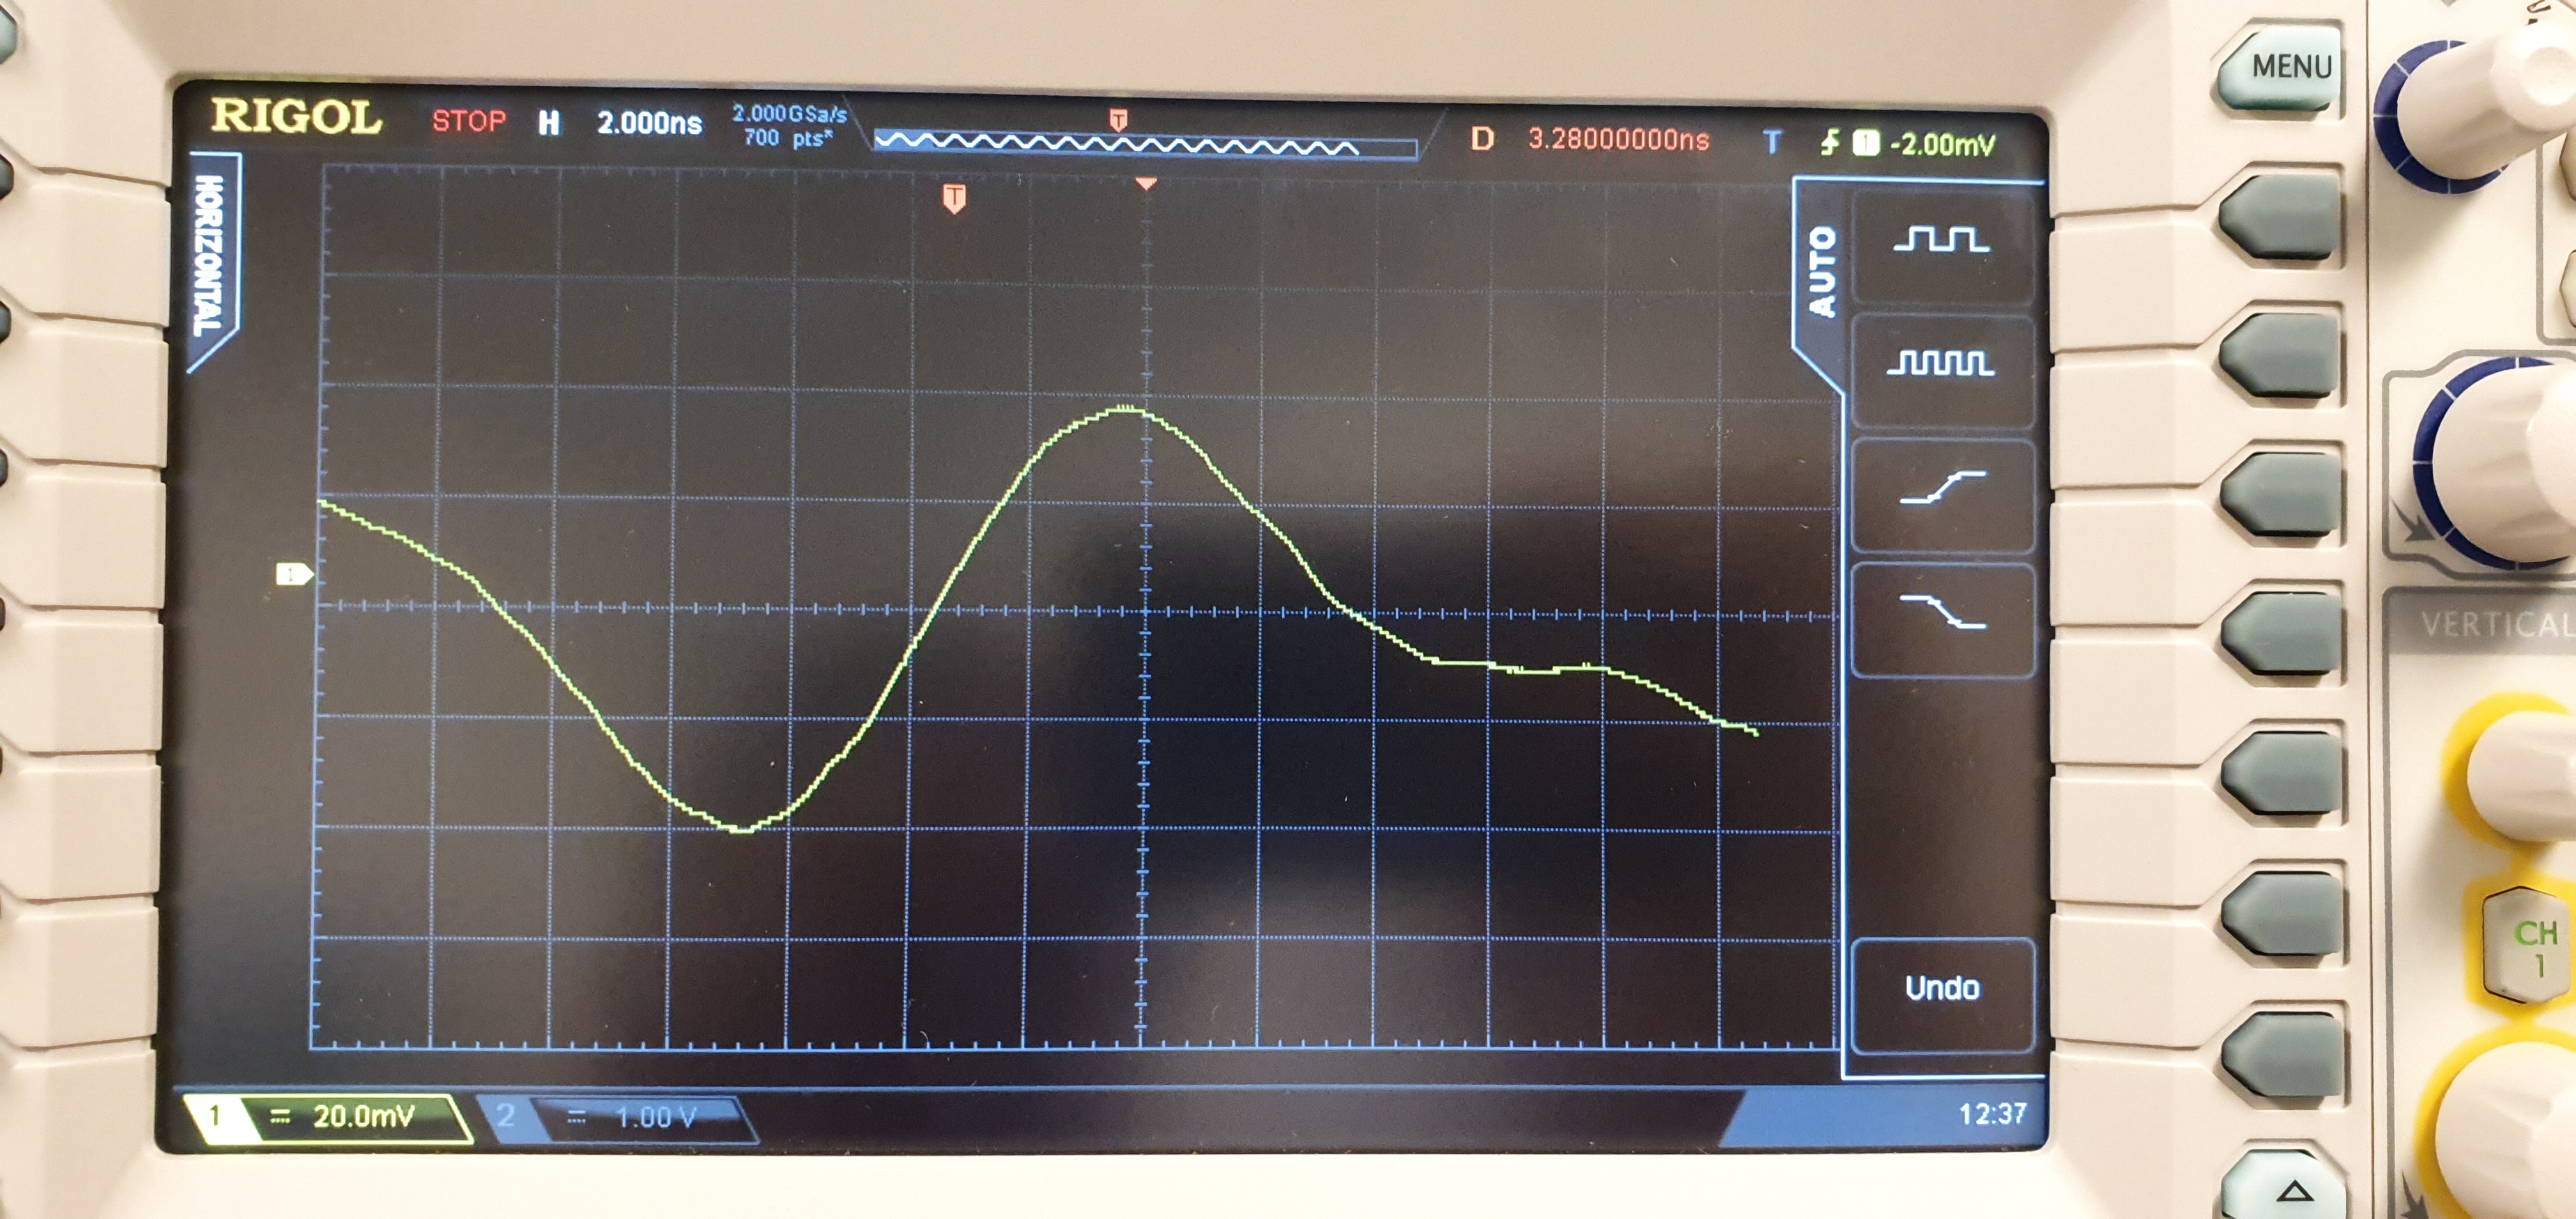 RIGOL STOP H 2.000ns 2.000GSa/s D 3.28000000ns T 1 -2.00mV
700 pts
T
HORIZONTAL
T
AUTO
1
Undo
1 20.0mV 2 1.00 V 12:37
MENU
VERTICAL
CH
1